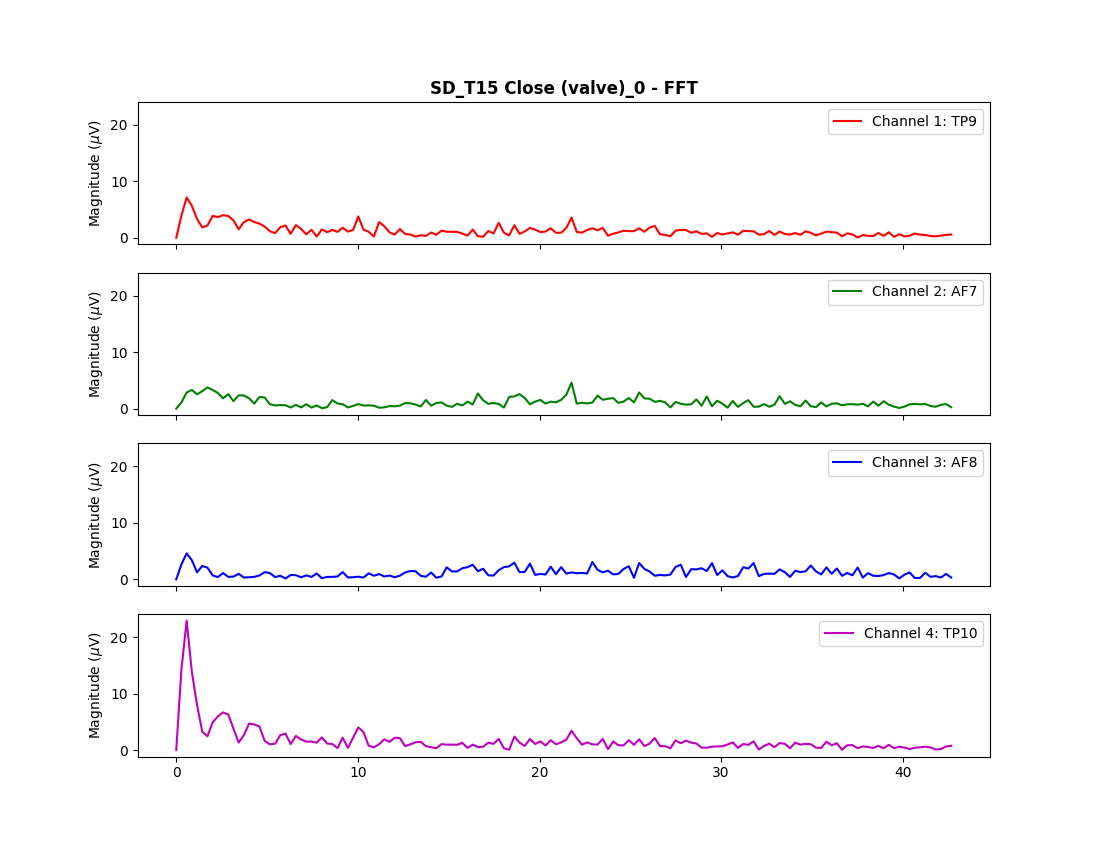 SD_T15 Close (valve)_0 - FFT
Magnitude (μV)
20
10
0
Channel 1: TP9
Magnitude (μV)
20
10
0
Channel 2: AF7
Magnitude (μV)
20
10
0
Channel 3: AF8
Magnitude (μV)
20
10
0
Channel 4: TP10
0 10 20 30 40